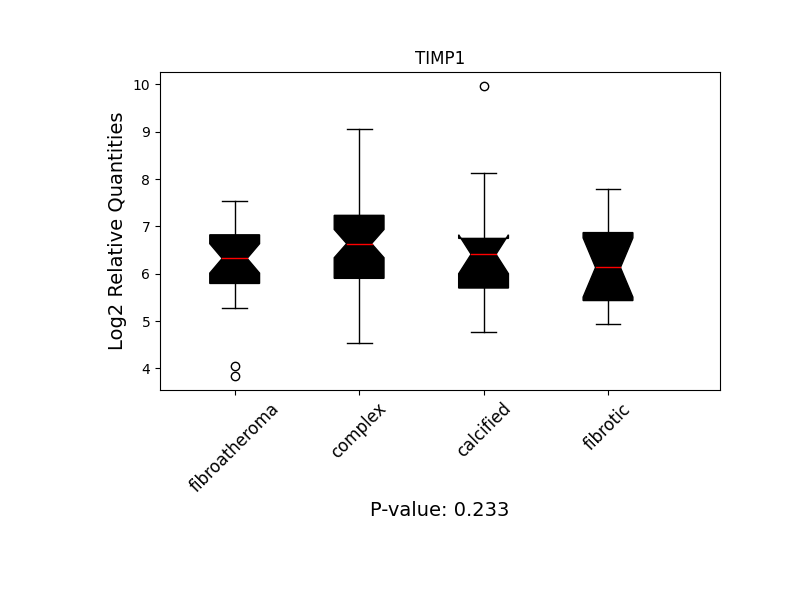 TIMP1
Log2 Relative Quantities
10
9
8
7
6
5
4
fibroatheroma
complex
calcified
fibrotic
P-value: 0.233